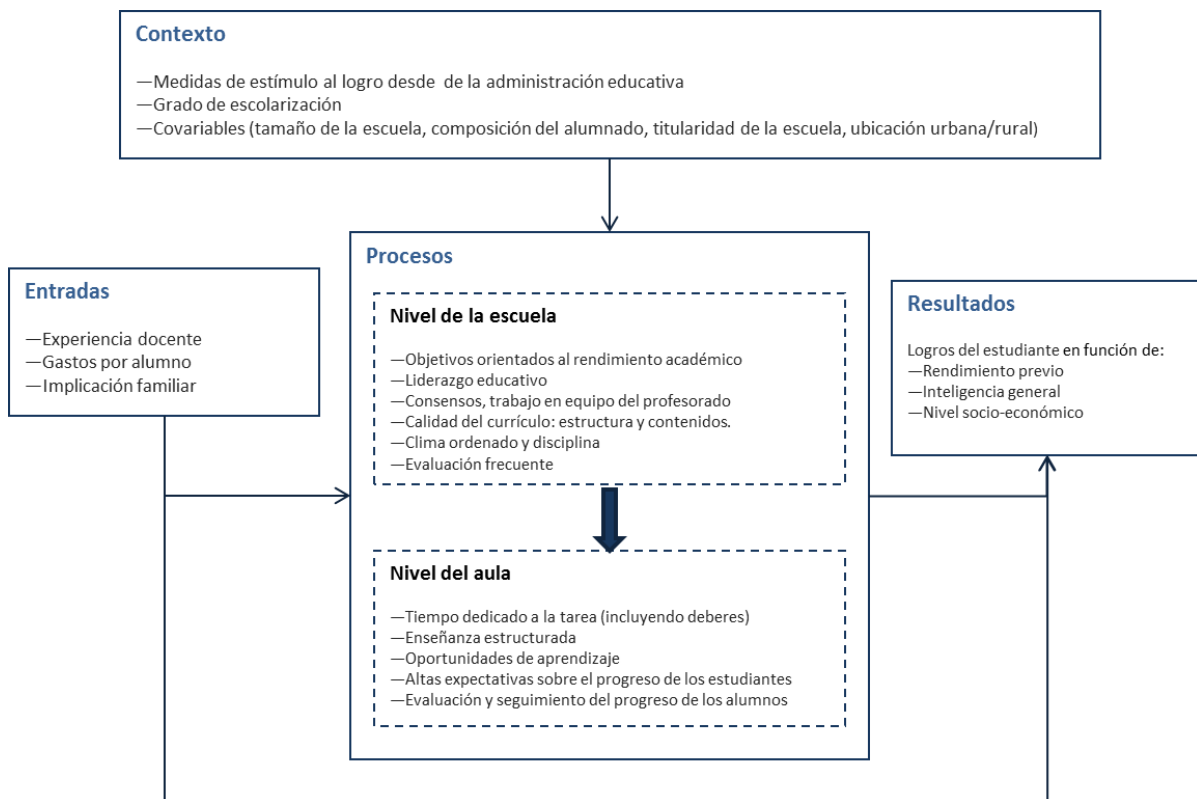 Contexto
—Medidas de estímulo al logro desde de la administración educativa
—Grado de escolarización
—Covariables (tamaño de la escuela, composición del alumnado, titularidad de la escuela, ubicación urbana/rural)
Entradas
—Experiencia docente
—Gastos por alumno
—Implicación familiar
Procesos
Nivel de la escuela
—Objetivos orientados al rendimiento académico
—Liderazgo educativo
—Consensos, trabajo en equipo del profesorado
—Calidad del currículo: estructura y contenidos.
—Clima ordenado y disciplina
—Evaluación frecuente
Nivel del aula
—Tiempo dedicado a la tarea (incluyendo deberes)
—Enseñanza estructurada
—Oportunidades de aprendizaje
—Altas expectativas sobre el progreso de los estudiantes
—Evaluación y seguimiento del progreso de los alumnos
Resultados
Logros del estudiante en función de:
—Rendimiento previo
—Inteligencia general
—Nivel socio-económico